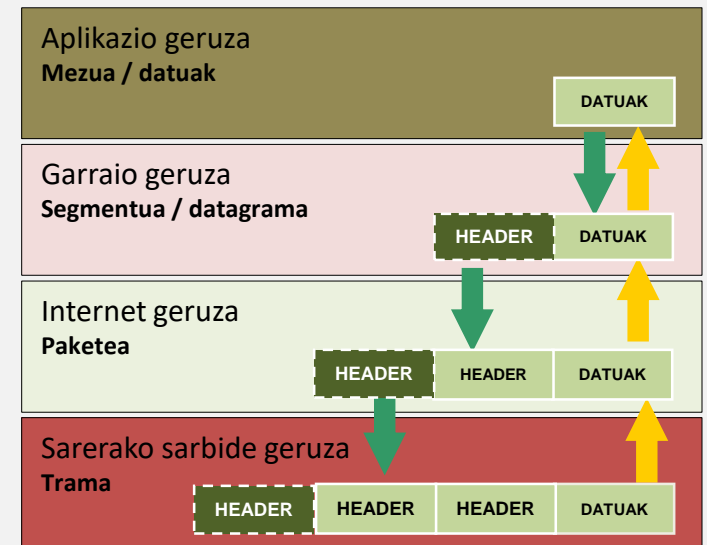 Aplikazio geruza
Mezua / datuak
DATUAK
Garraio geruza
Segmentua / datagrama
HEADER DATUAK
Internet geruza
Paketea
HEADER HEADER DATUAK
Sarerako sarbide geruza
Trama
HEADER HEADER HEADER DATUAK